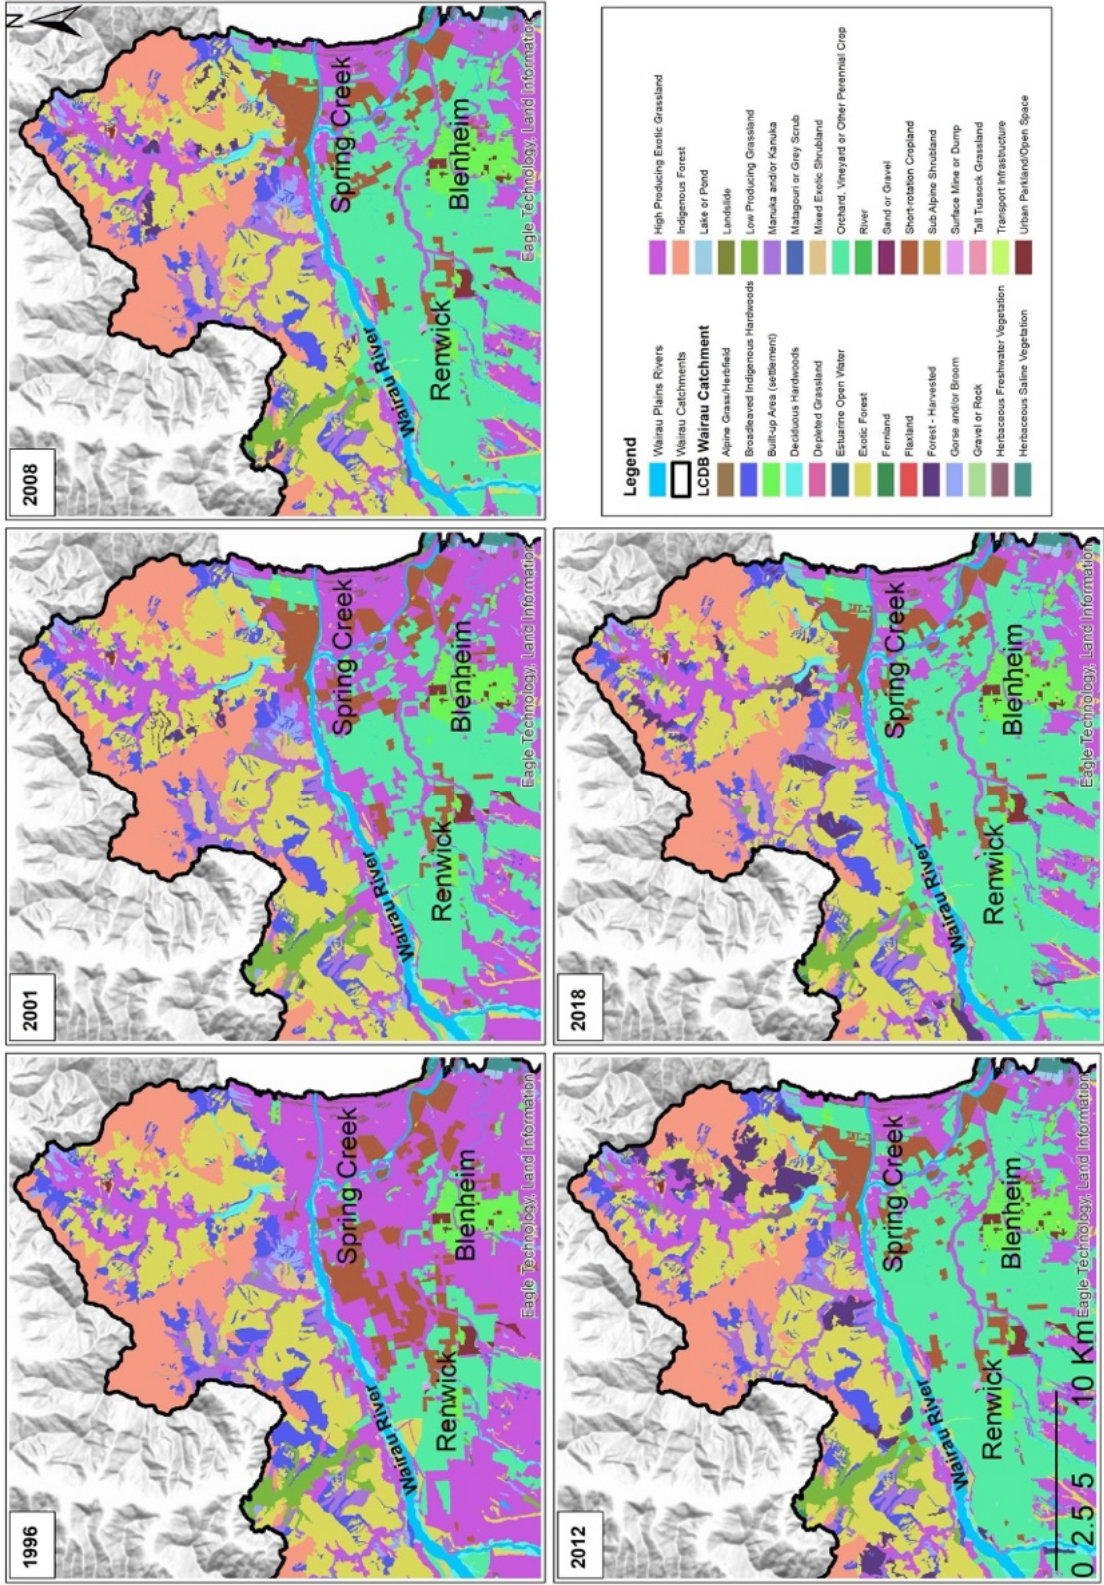 1996
Wairau River
Spring Creek
Renwick
Blenheim
Eagle Technology, Land Information
2001
Wairau River
Spring Creek
Renwick
Blenheim
Eagle Technology, Land Information
2008
N
Wairau River
Spring Creek
Renwick
Blenheim
Eagle Technology, Land Information
2012
Wairau River
Spring Creek
Renwick
Blenheim
Eagle Technology, Land Information
0 2.5 5 10 Km
2018
Wairau River
Spring Creek
Renwick
Blenheim
Eagle Technology, Land Information
Legend
Wairau Plains Rivers
Wairau Catchments
LCDB Wairau Catchment
Alpine Grass/Herbfield
Broadleaved Indigenous Hardwoods
Built-up Area (settlement)
Deciduous Hardwoods
Depleted Grassland
Estuarine Open Water
Exotic Forest
Fernland
Flaxland
Forest - Harvested
Gorse and/or Broom
Gravel or Rock
Herbaceous Freshwater Vegetation
Herbaceous Saline Vegetation
High Producing Exotic Grassland
Indigenous Forest
Lake or Pond
Landslide
Low Producing Grassland
Manuka and/or Kanuka
Matagouri or Grey Scrub
Mixed Exotic Shrubland
Orchard, Vineyard or Other Perennial Crop
River
Sand or Gravel
Short-rotation Cropland
Sub Alpine Shrubland
Surface Mine or Dump
Tall Tussock Grassland
Transport Infrastructure
Urban Parkland/Open Space